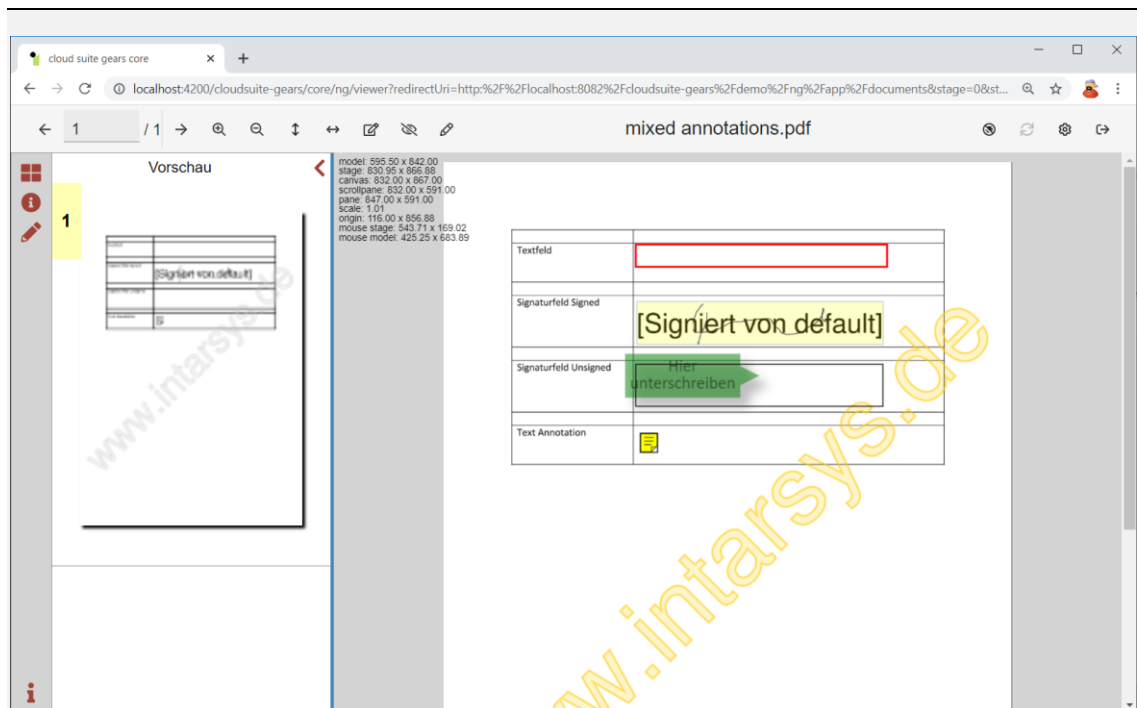 cloud suite gears core
localhost:4200/cloudsuite-gears/core/ng/viewer?redirectUri=http:%2F%2Flocalhost:8082%2Fcloudsuite-gears%2Fdemo%2Fng%2Fapp%2Fdocuments&stage=0&st...
1 / 1
mixed annotations.pdf
Vorschau
1
[Signiert von default]
www.intarsys.de
model: 595.50 x 842.00
stage: 830.95 x 866.88
canvas: 832.00 x 867.00
scrollpane: 832.00 x 591.00
pane: 847.00 x 591.00
scale: 1.01
origin: 116.00 x 856.88
mouse stage: 543.71 x 169.02
mouse model: 425.25 x 683.89
Textfeld
Signaturfeld Signed
[Signiert von default]
Signaturfeld Unsigned
Hier
unterschreiben
Text Annotation
w.intarsys.de